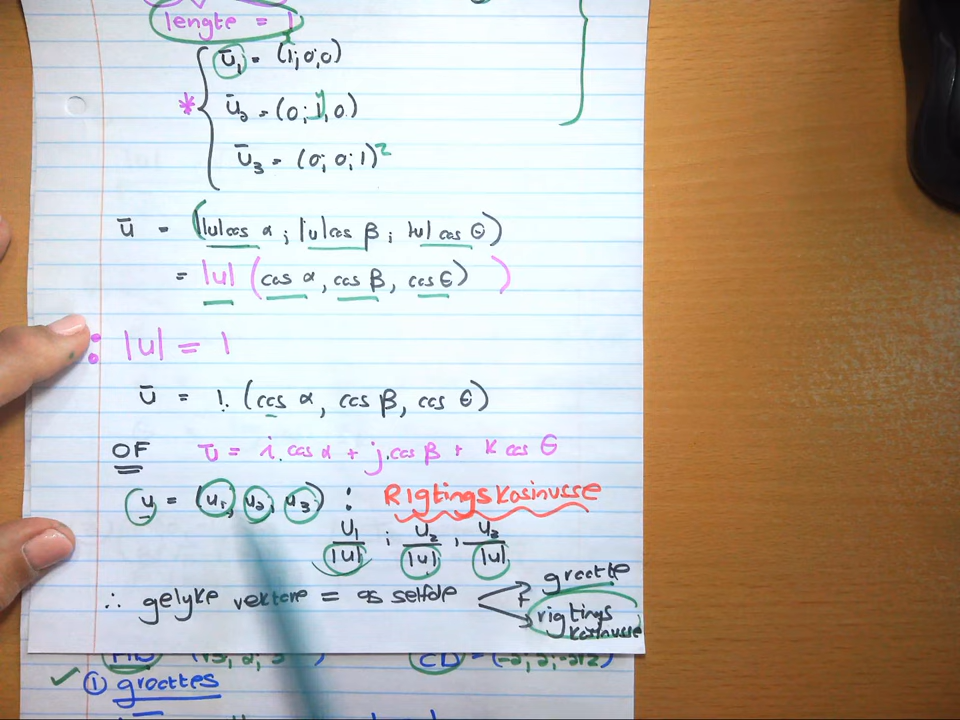 lengte = 1
ū₁ = (1; 0; 0)
* ū₂ = (0; 1; 0)
ū₃ = (0; 0; 1)
ū = (|u|cos α ; |u|cos β ; |u| cos θ)
= |u| (cos α, cos β, cos θ)
: |u| = 1
ū = 1. (cos α, cos β, cos θ)
OF ū = i. cos α + j. cos β + k cos θ
u = (u₁, u₂, u₃) : Rigtingskosinusse
u₁/|u| ; u₂/|u| , u₃/|u|
∴ gelyke vektore = as selfde grootte
+ rigtings
kosinusse
① groottes